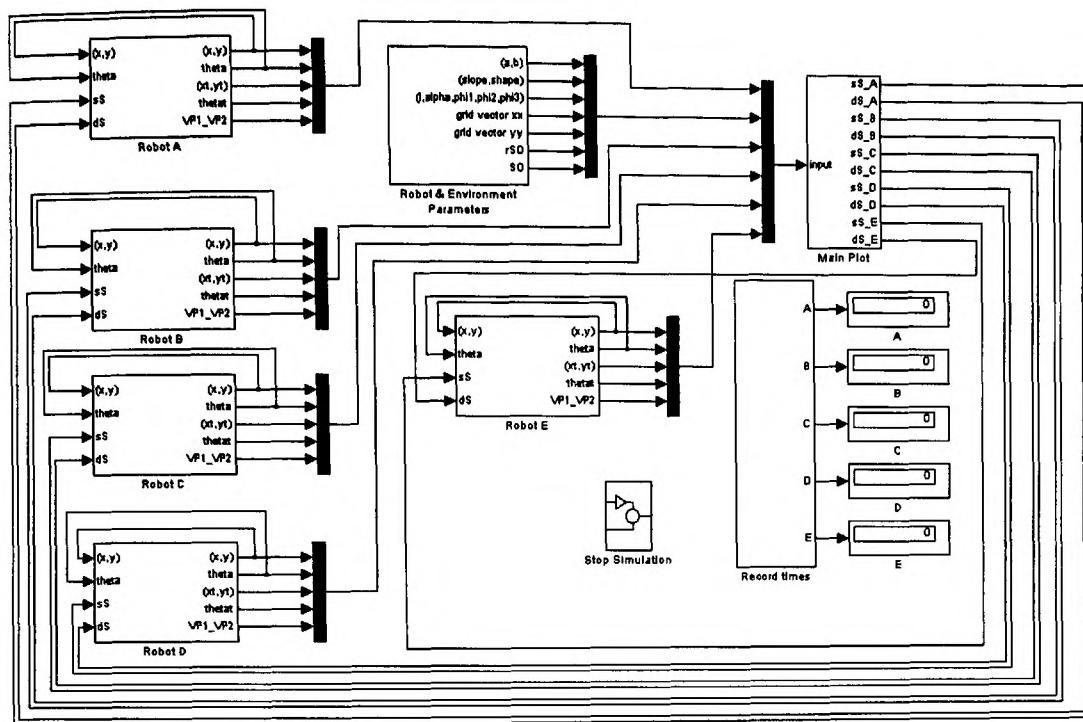 (x,y)
theta
sS
dS
(x,y)
theta
(xt,yt)
thetat
VP1_VP2
Robot A
(s,b)
(slope,shape)
(l,alpha,phi1,phi2,phi3)
grid vector xx
grid vector yy
rSO
SO
Robot & Environment
Parameters
input
sS_A
dS_A
sS_B
dS_B
sS_C
dS_C
sS_D
dS_D
sS_E
dS_E
Main Plot
(x,y)
theta
sS
dS
(x,y)
theta
(xt,yt)
thetat
VP1_VP2
Robot B
(x,y)
theta
sS
dS
(x,y)
theta
(xt,yt)
thetat
VP1_VP2
Robot C
(x,y)
theta
sS
dS
(x,y)
theta
(xt,yt)
thetat
VP1_VP2
Robot E
A
B
C
D
E
Record times
0
A
0
B
0
C
0
D
0
E
Stop Simulation
(x,y)
theta
sS
dS
(x,y)
theta
(xt,yt)
thetat
VP1_VP2
Robot D